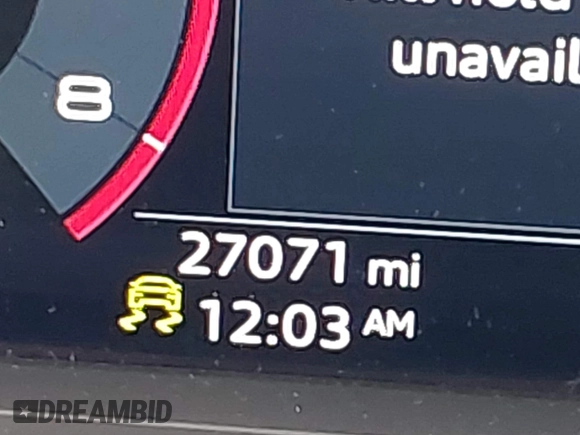 unavail
8
27071 mi
12:03 AM
DREAMBID